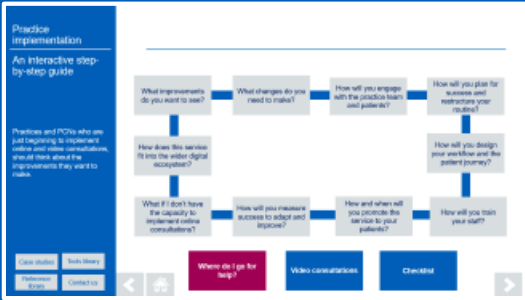 Practice
implementation
An interactive step-
by-step guide
Practices and PCNs who are
just beginning to implement
online and video consultations,
should think about the
improvements they want to
make.
Case studies
Tools library
Reference
library
Contact us
What improvements
do you want to see?
What changes do you
need to make?
How will you engage
with the practice team
and patients?
How will you plan for
success and
restructure your
routine?
How does this service
fit into the wider digital
ecosystem?
How will you design
your workflow and the
patient journey?
What if I don't have
the capacity to
implement online
consultations?
How will you measure
success to adapt and
improve?
How and when will
you promote the
service to your
patients?
How will you train
your staff?
Where do I go for
help?
Video consultations
Checklist